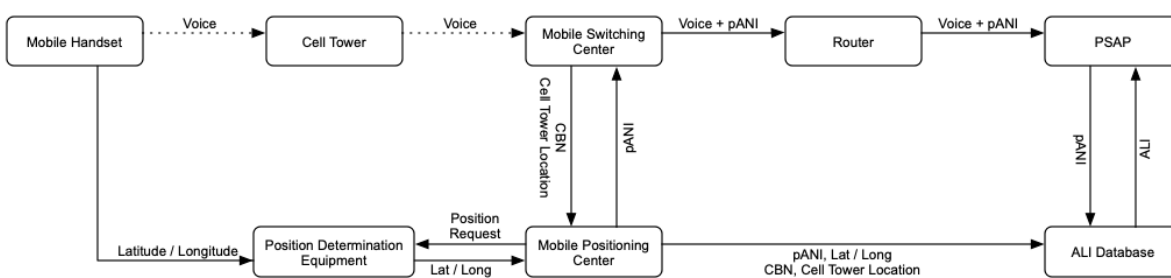 Voice
Voice
Voice + pANI
Voice + pANI
Mobile Handset
Cell Tower
Mobile Switching
Center
Router
PSAP
CBN
Cell Tower Location
pANI
pANI
ALI
Position
Request
Latitude / Longitude
Position Determination
Equipment
Lat / Long
Mobile Positioning
Center
pANI, Lat / Long
CBN, Cell Tower Location
ALI Database